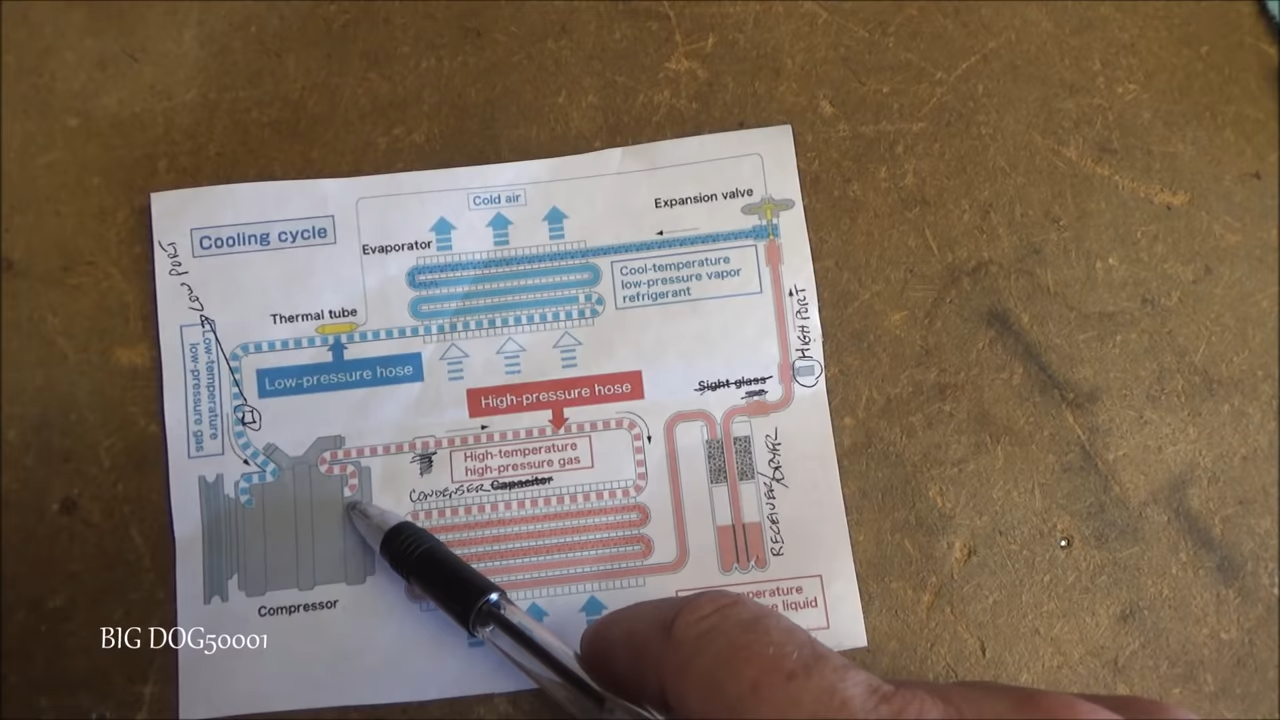 Cold air
Expansion valve
Cooling cycle
Evaporator
LOW PORT
Cool-temperature
low-pressure vapor
refrigerant
Thermal tube
HIGH PORT
Low-temperature
low-pressure gas
Low-pressure hose
Sight glass
High-pressure hose
High-temperature
high-pressure gas
CONDENSER Capacitor
RECEIVER/DRYER
Compressor
liquid
BIG DOG50001